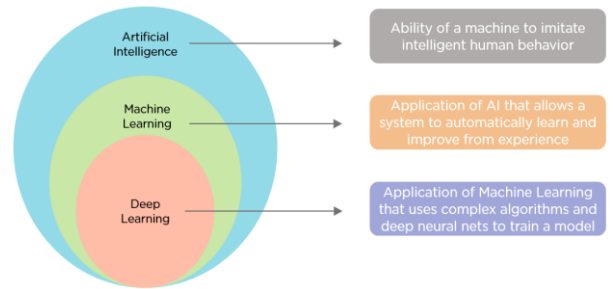 Artificial
Intelligence
Ability of a machine to imitate
intelligent human behavior
Machine
Learning
Application of AI that allows a
system to automatically learn and
improve from experience
Deep
Learning
Application of Machine Learning
that uses complex algorithms and
deep neural nets to train a model